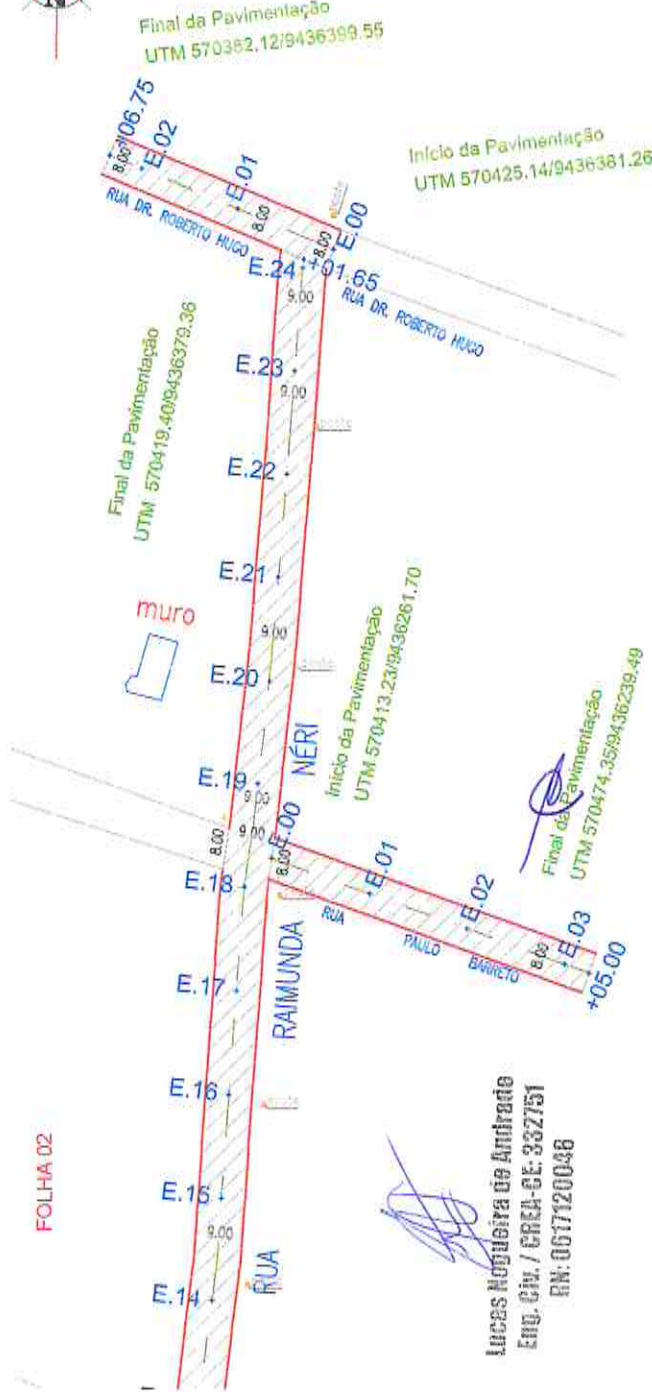 N
Final da Pavimentação
UTM 570382.12/9436399.55
+06.75
8.00
E.02
E.01
8.00
RUA DR. ROBERTO HUGO
Início da Pavimentação
UTM 570425.14/9436381.26
poste
8.00
E.00
E.24
+01.65
9.00
RUA DR. ROBERTO HUGO
Final da Pavimentação
UTM 570419.40/9436379.36
E.23
9.00
poste
E.22
E.21
muro
9.00
E.20
poste
Início da Pavimentação
UTM 570413.23/9436261.70
NÉRI
E.19
9.00
9.00
8.00
E.00
8.00
E.18
E.01
RUA
PAULO
BARRETO
E.02
8.00
E.03
+05.00
Final da Pavimentação
UTM 570474.35/9436239.49
E.17
RAIMUNDA
E.16
E.15
9.00
E.14
RUA
FOLHA 02
Lucas Nogueira de Andrade
Eng. Civ. / CREA-CE: 332751
RN: 0617120046